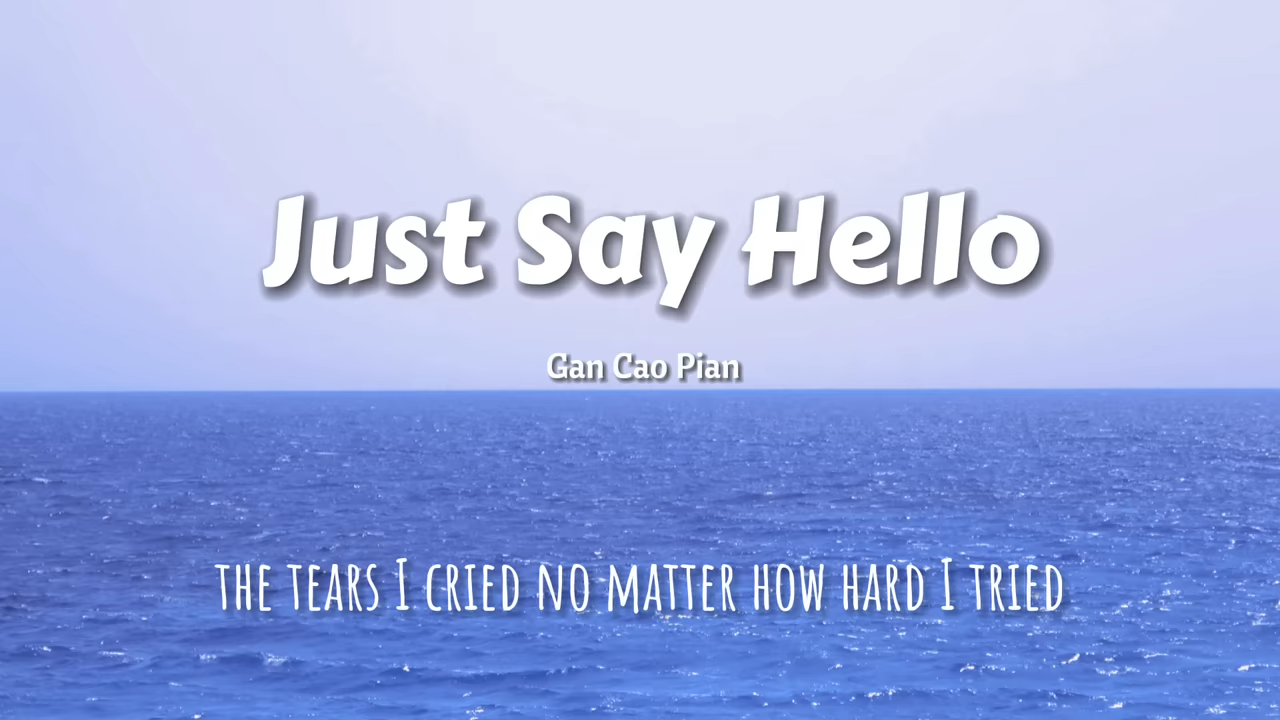 Just Say Hello
Gan Cao Pian
THE TEARS I CRIED NO MATTER HOW HARD I TRIED